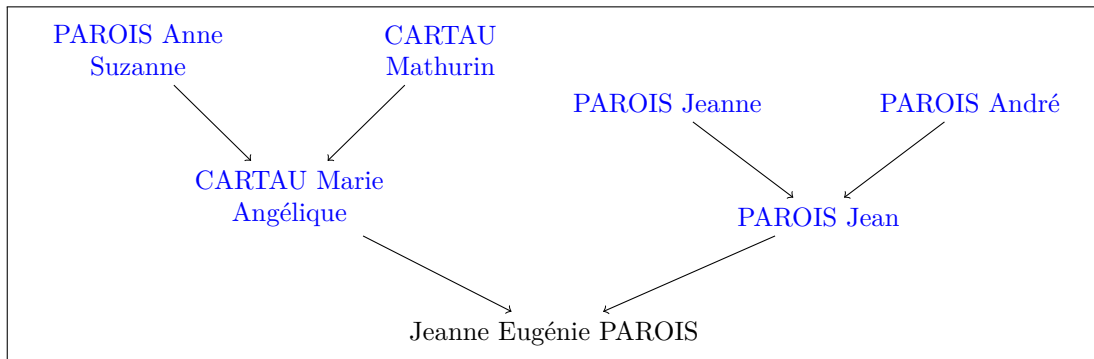 PAROIS Anne
Suzanne
CARTAU
Mathurin
PAROIS Jeanne
PAROIS André
CARTAU Marie
Angélique
PAROIS Jean
Jeanne Eugénie PAROIS